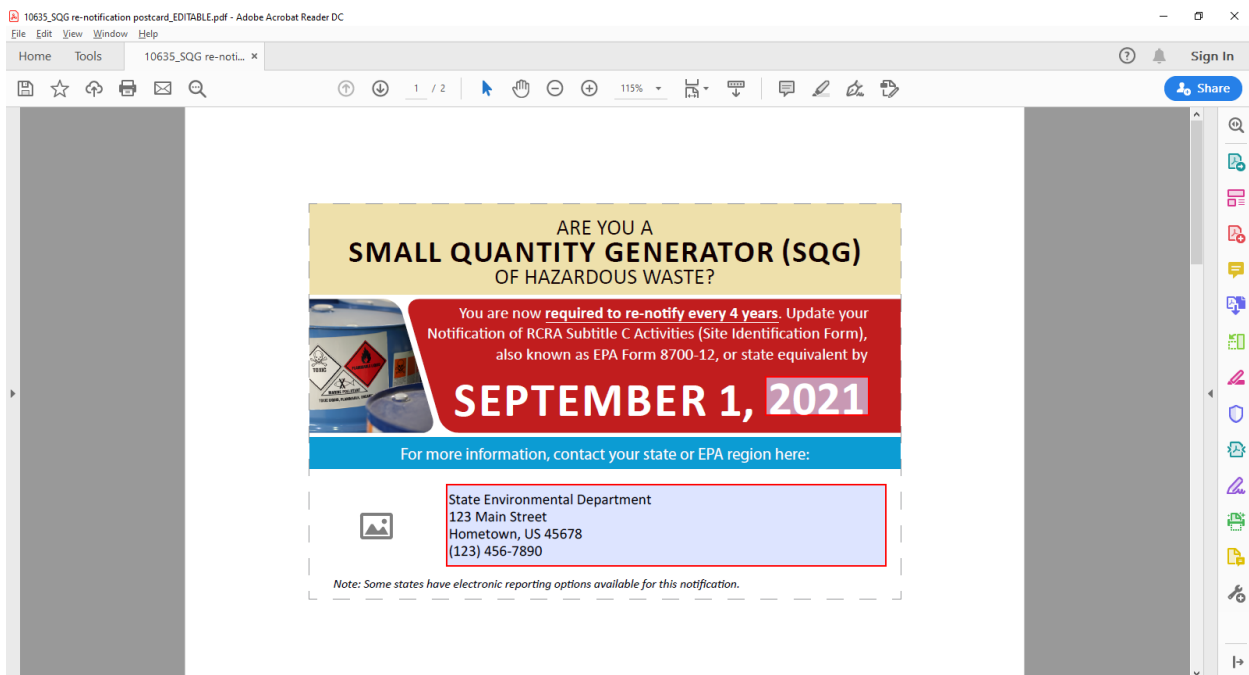 10635_SQG re-notification postcard_EDITABLE.pdf - Adobe Acrobat Reader DC
File Edit View Window Help
Home Tools 10635_SQG re-noti... × Sign In
1 / 2 115% Share
ARE YOU A
SMALL QUANTITY GENERATOR (SQG)
OF HAZARDOUS WASTE?
You are now required to re-notify every 4 years. Update your
Notification of RCRA Subtitle C Activities (Site Identification Form),
also known as EPA Form 8700-12, or state equivalent by
SEPTEMBER 1, 2021
TOXIC
MARINE POLLUTANT
For more information, contact your state or EPA region here:
State Environmental Department
123 Main Street
Hometown, US 45678
(123) 456-7890
Note: Some states have electronic reporting options available for this notification.